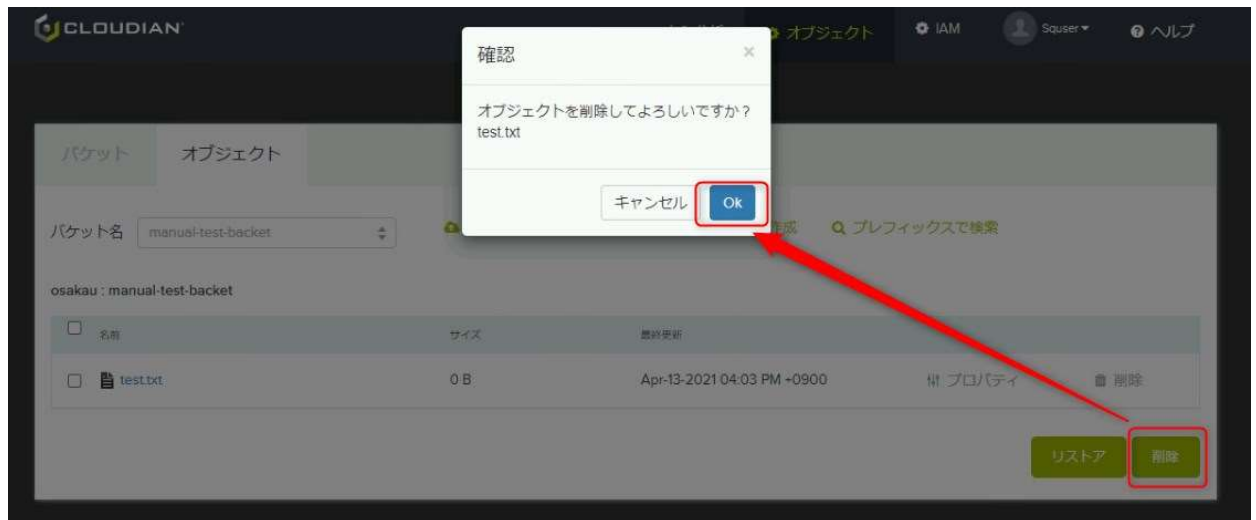 CLOUDIAN
オブジェクト
IAM
Squser
ヘルプ
確認
×
オブジェクトを削除してよろしいですか？
test.txt
キャンセル
Ok
バケット
オブジェクト
バケット名
manual-test-backet
作成
プレフィックスで検索
osakau : manual-test-backet
名前 サイズ 最終更新
test.txt 0 B Apr-13-2021 04:03 PM +0900 プロパティ 削除
リストア 削除